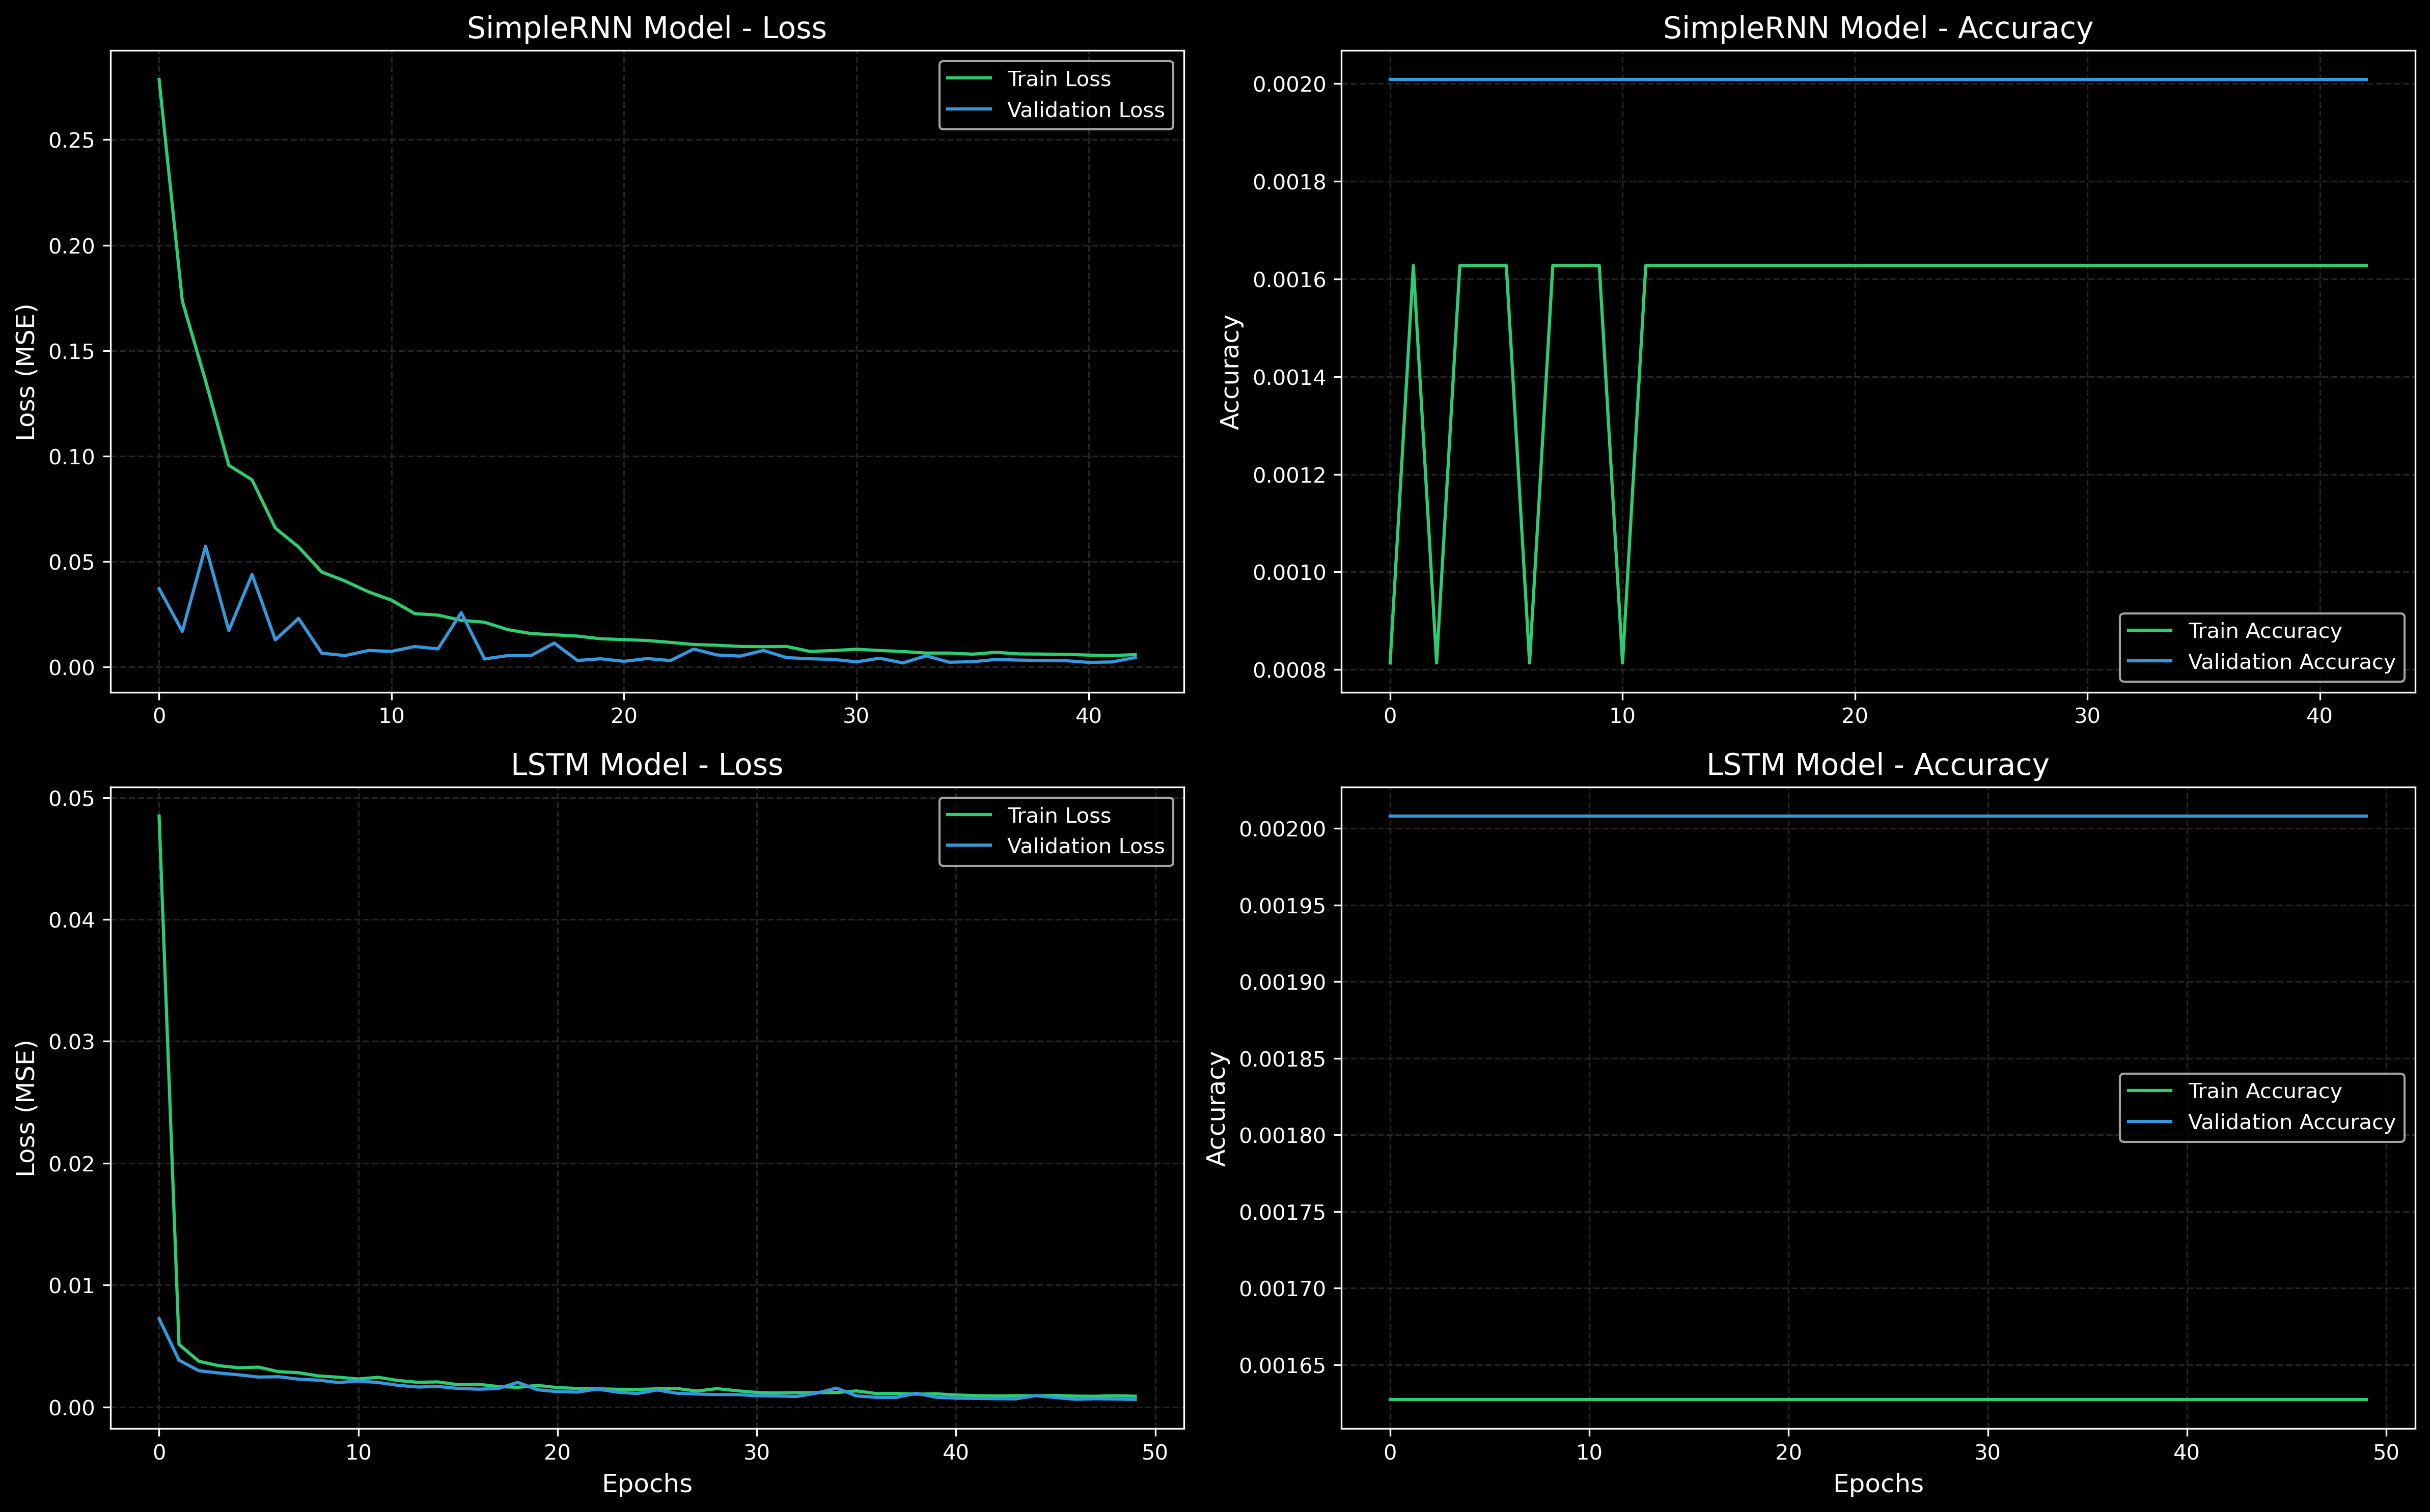 SimpleRNN Model - Loss
Loss (MSE)
0.25
0.20
0.15
0.10
0.05
0.00
0
10
20
30
40
Train Loss
Validation Loss
SimpleRNN Model - Accuracy
Accuracy
0.0020
0.0018
0.0016
0.0014
0.0012
0.0010
0.0008
0
10
20
30
40
Train Accuracy
Validation Accuracy
LSTM Model - Loss
Loss (MSE)
0.05
0.04
0.03
0.02
0.01
0.00
0
10
20
30
40
50
Epochs
Train Loss
Validation Loss
LSTM Model - Accuracy
Accuracy
0.00200
0.00195
0.00190
0.00185
0.00180
0.00175
0.00170
0.00165
0
10
20
30
40
50
Epochs
Train Accuracy
Validation Accuracy